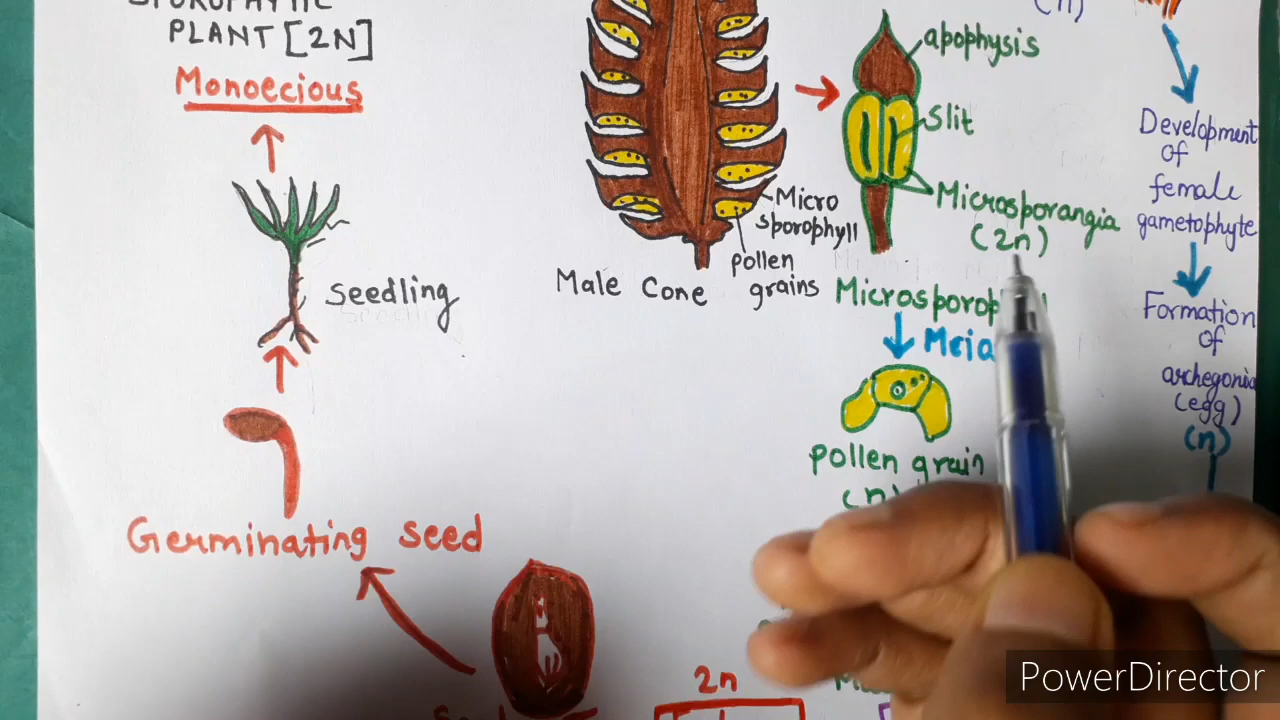 PLANT [2N]
Monoecious
Seedling
Germinating seed
Male Cone
Micro
sporophyll
pollen
grains
apophysis
slit
Microsporangia
(2n)
pollen grain
(n)
2n
(n)
Development
of
female
gametophyte
Formation
of
archegonia
(egg)
(n)
PowerDirector